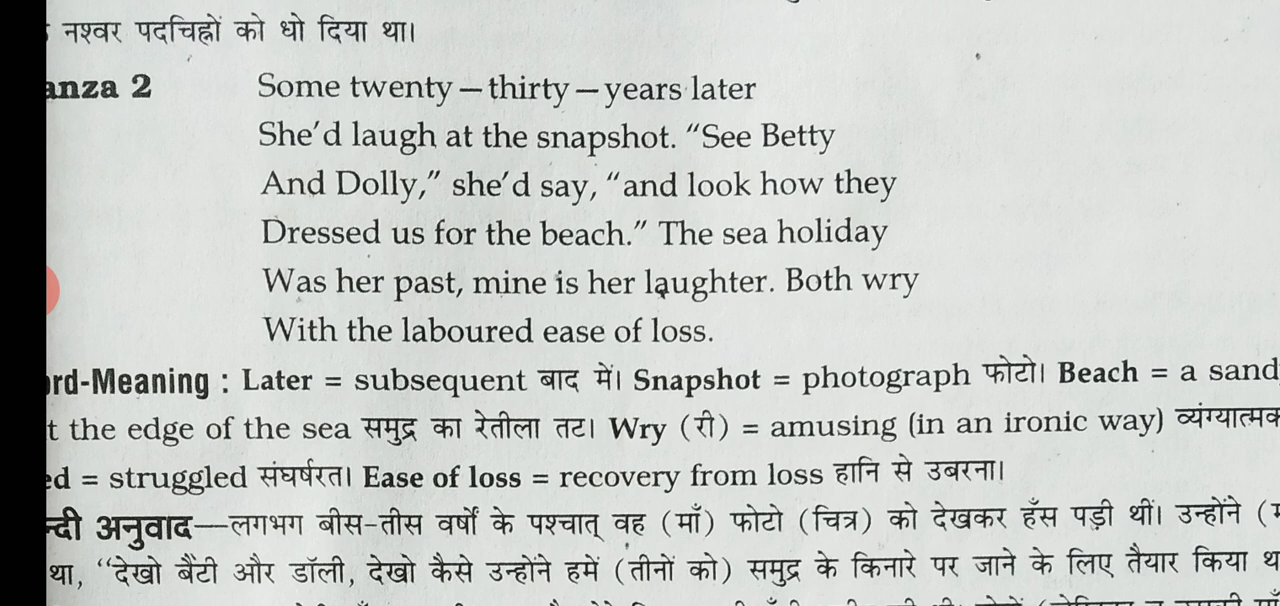 नश्वर पदचिह्नों को धो दिया था।
anza 2 Some twenty – thirty – years later
She'd laugh at the snapshot. "See Betty
And Dolly," she'd say, "and look how they
Dressed us for the beach." The sea holiday
Was her past, mine is her laughter. Both wry
With the laboured ease of loss.
rd-Meaning : Later = subsequent बाद में। Snapshot = photograph फोटो। Beach = a sand
t the edge of the sea समुद्र का रेतीला तट। Wry (री) = amusing (in an ironic way) व्यंग्यात्मक
ed = struggled संघर्षरत। Ease of loss = recovery from loss हानि से उबरना।
न्दी अनुवाद—लगभग बीस-तीस वर्षों के पश्चात् वह (माँ) फोटो (चित्र) को देखकर हँस पड़ी थीं। उन्होंने
था, "देखो बैंटी और डॉली, देखो कैसे उन्होंने हमें (तीनों को) समुद्र के किनारे पर जाने के लिए तैयार किया थ